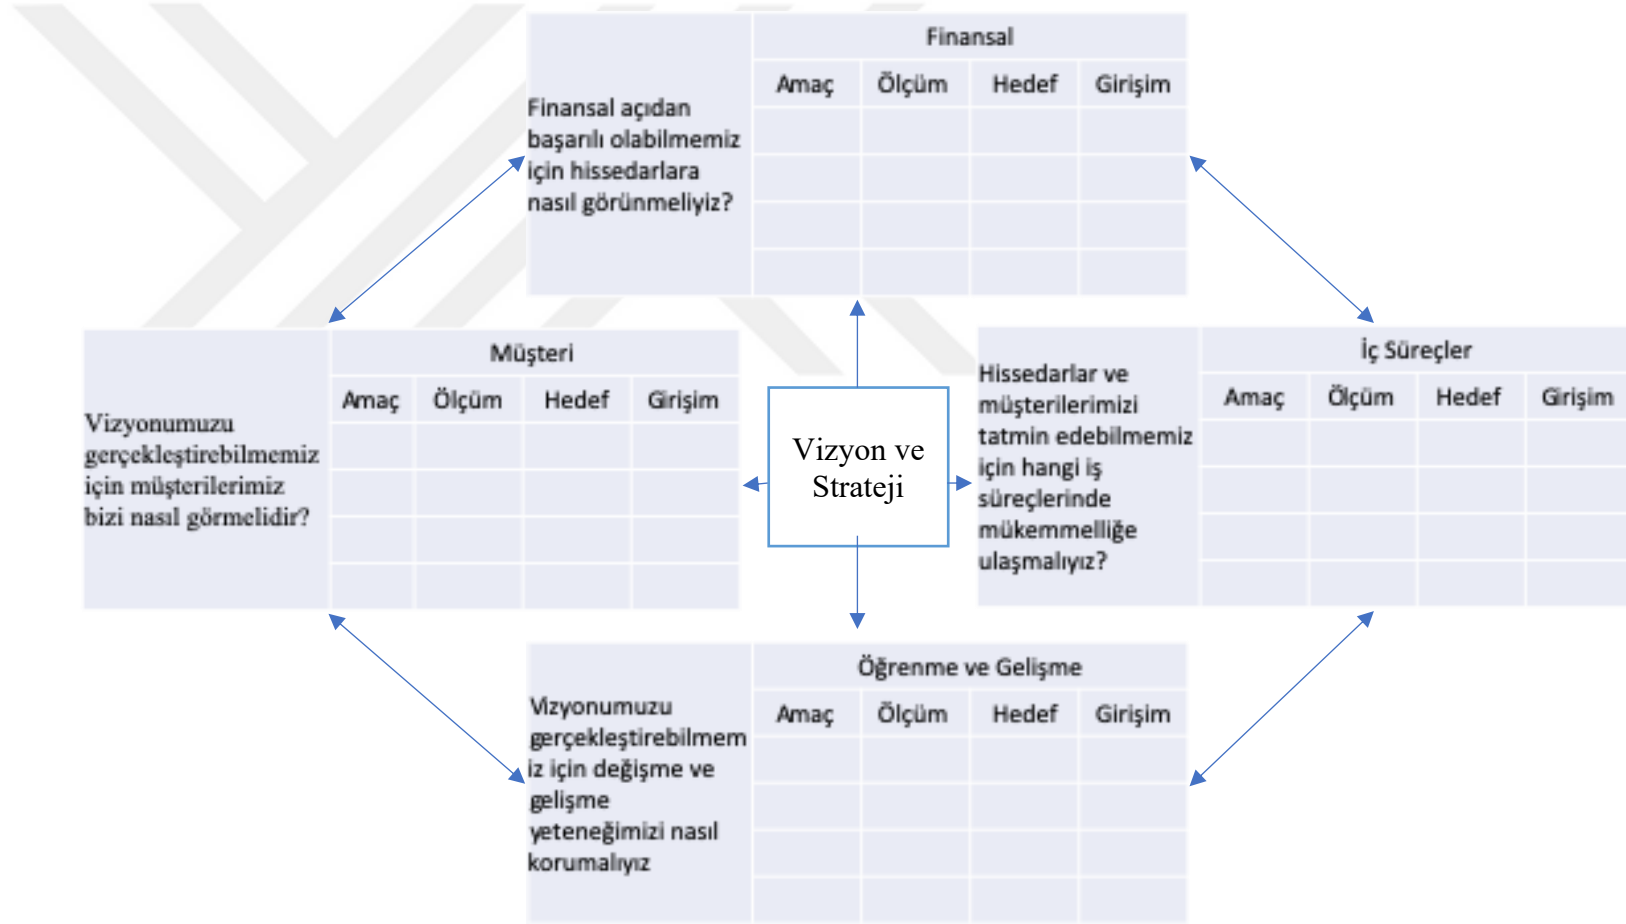 Finansal
Amaç Ölçüm Hedef Girişim
Finansal açıdan
başarılı olabilmemiz
için hissedarlara
nasıl görünmeliyiz?
Müşteri
Amaç Ölçüm Hedef Girişim
Vizyonumuzu
gerçekleştirebilmemiz
için müşterilerimiz
bizi nasıl görmelidir?
Vizyon ve
Strateji
İç Süreçler
Amaç Ölçüm Hedef Girişim
Hissedarlar ve
müşterilerimizi
tatmin edebilmemiz
için hangi iş
süreçlerinde
mükemmelliğe
ulaşmalıyız?
Öğrenme ve Gelişme
Amaç Ölçüm Hedef Girişim
Vizyonumuzu
gerçekleştirebilmem
iz için değişme ve
gelişme
yeteneğimizi nasıl
korumalıyız